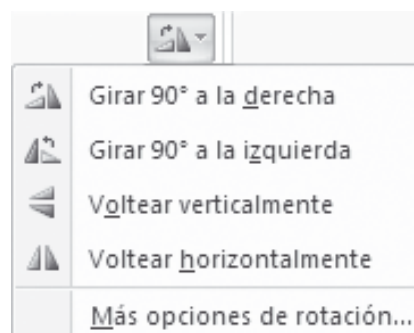 Girar 90° a la derecha
Girar 90° a la izquierda
Voltear verticalmente
Voltear horizontalmente
Más opciones de rotación...